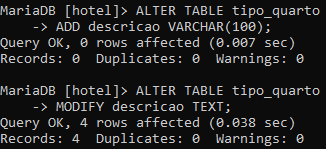 MariaDB [hotel]> ALTER TABLE tipo_quarto
    -> ADD descricao VARCHAR(100);
Query OK, 0 rows affected (0.007 sec)
Records: 0  Duplicates: 0  Warnings: 0

MariaDB [hotel]> ALTER TABLE tipo_quarto
    -> MODIFY descricao TEXT;
Query OK, 4 rows affected (0.038 sec)
Records: 4  Duplicates: 0  Warnings: 0